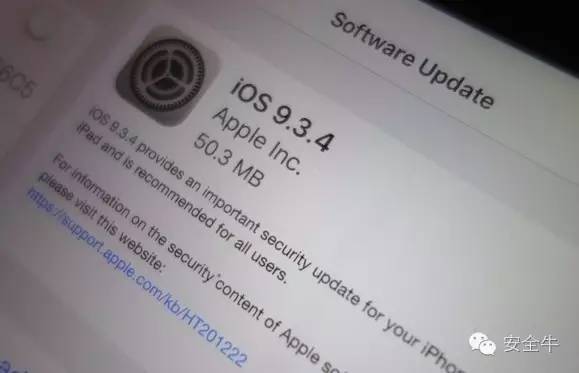 Software Update
6C5
iOS 9.3.4
Apple Inc.
50.3 MB
iOS 9.3.4 provides an important security update for your iPhone
iPad and is recommended for all users.
For information on the security content of Apple
please visit this website:
https://support.apple.com/kb/HT201222
安全牛